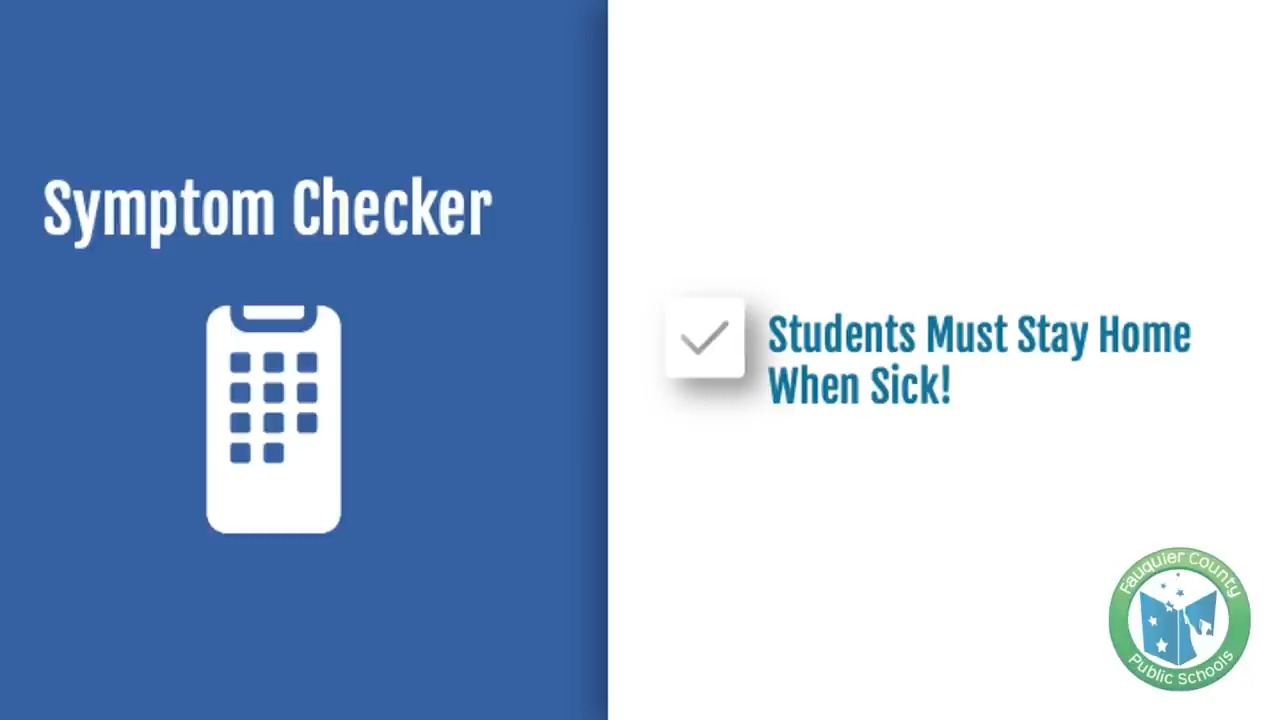 Symptom Checker
Students Must Stay Home
When Sick!
Fauquier County
Public Schools